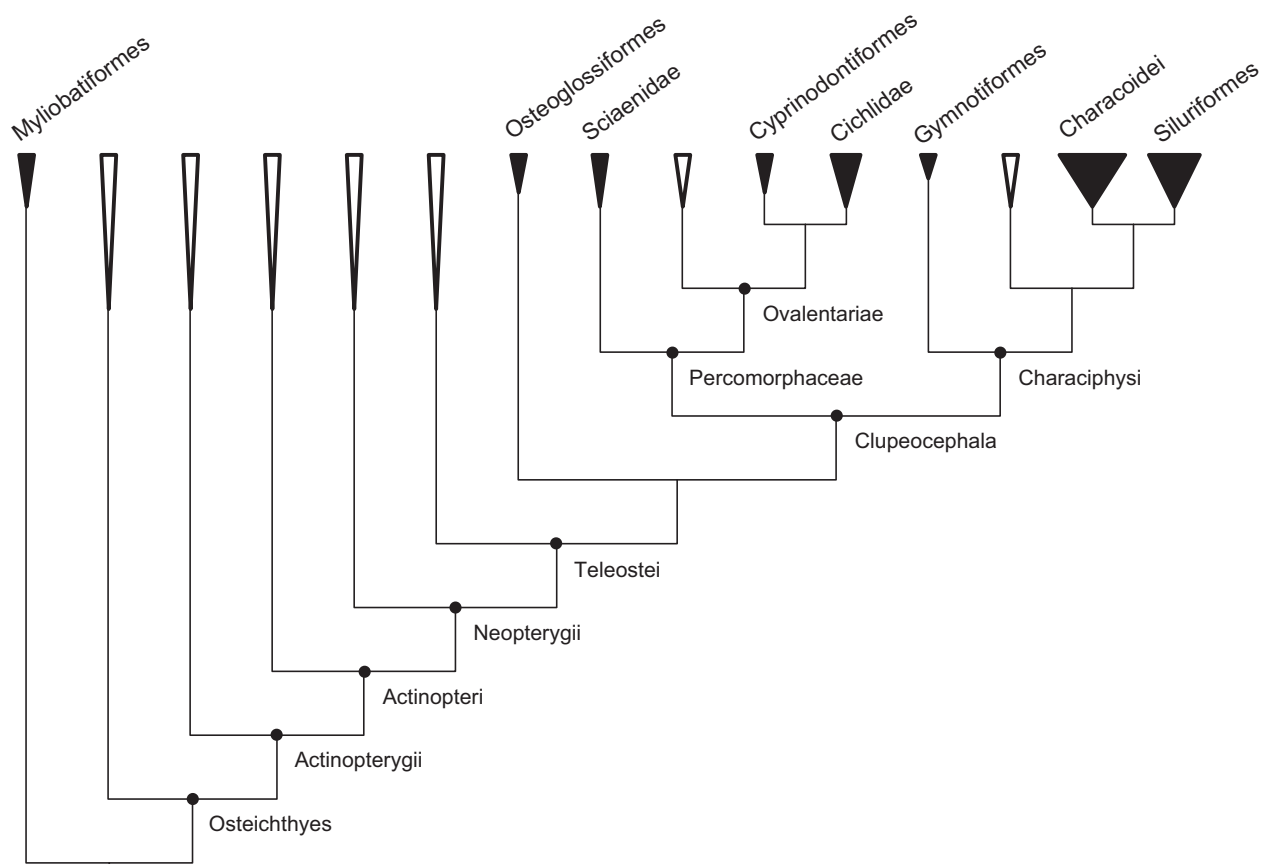 Myliobatiformes
Osteoglossiformes
Sciaenidae
Cyprinodontiformes
Cichlidae
Gymnotiformes
Characoidei
Siluriformes
Ovalentariae
Percomorphaceae
Characiphysi
Clupeocephala
Teleostei
Neopterygii
Actinopteri
Actinopterygii
Osteichthyes